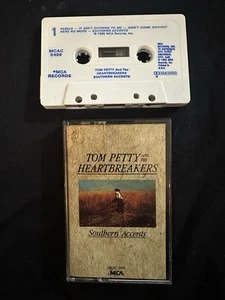 1
REBELS — IT AIN'T NOTHING TO ME — DON'T COME AROUND
HERE NO MORE — SOUTHERN ACCENTS
MCAC
5486
MCA
RECORDS
TOM PETTY And The
HEARTBREAKERS
SOUTHERN ACCENTS
TOM PETTY AND THE
HEARTBREAKERS
Southern Accents
MCA